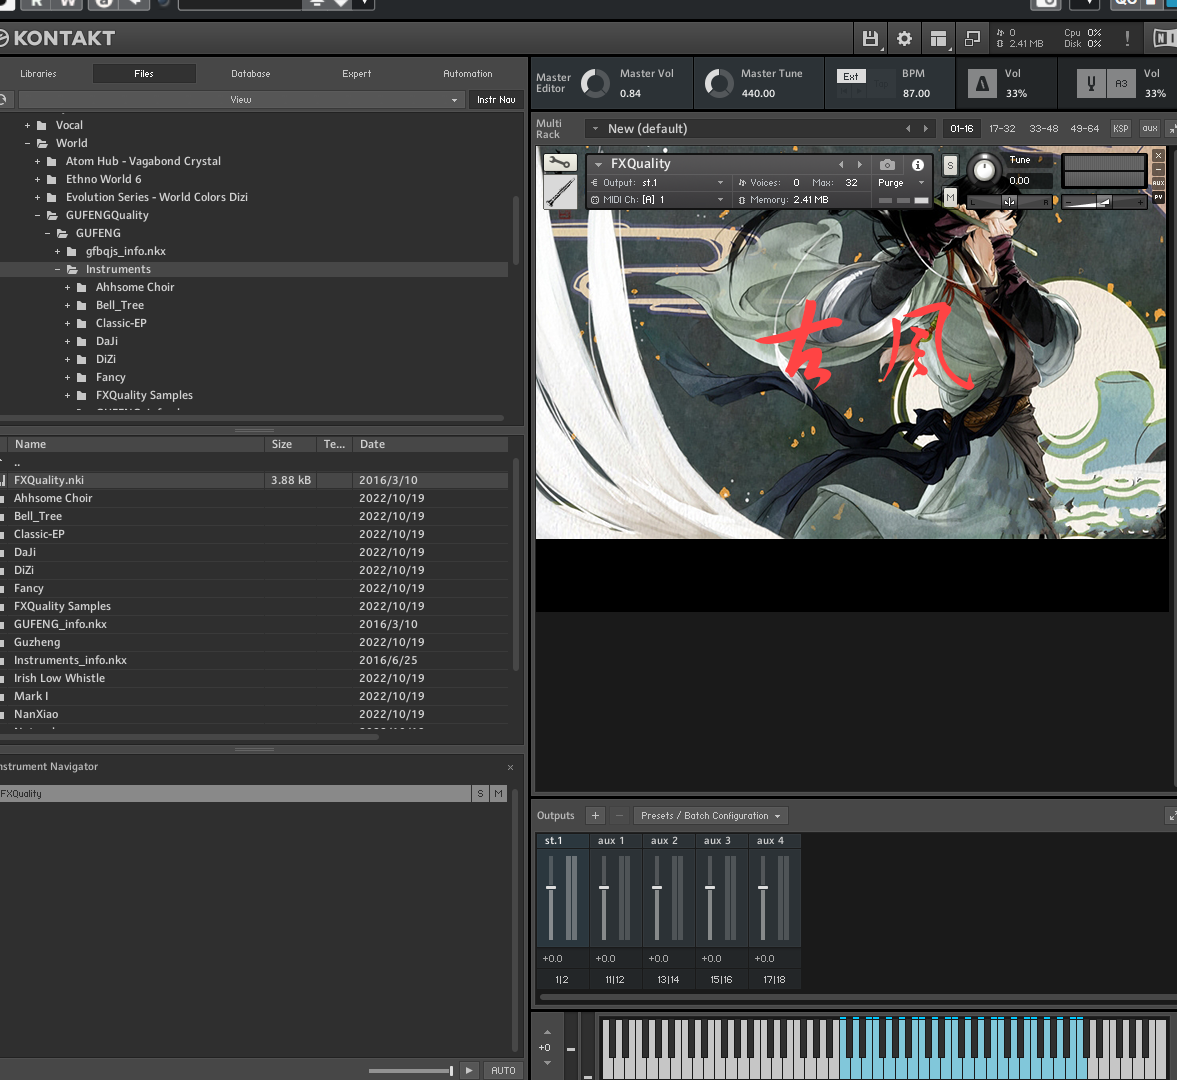 R W
QU
KONTAKT
0
2.41 MB
Cpu 0%
Disk 0%
!
Libraries Files Database Expert Automation
View Instr Nav
Master Editor
Master Vol
0.84
Master Tune
440.00
Ext Tap
BPM
87.00
Vol
33%
A3
Vol
33%
Multi Rack
New (default)
01-16 17-32 33-48 49-64 KSP aux
+ Vocal
- World
+ Atom Hub - Vagabond Crystal
+ Ethno World 6
+ Evolution Series - World Colors Dizi
- GUFENGQuality
- GUFENG
+ gfbqjs_info.nkx
- Instruments
+ Ahhsome Choir
+ Bell_Tree
+ Classic-EP
+ DaJi
+ DiZi
+ Fancy
+ FXQuality Samples
FXQuality
Output: st.1 Voices: 0 Max: 32 Purge
MIDI Ch: [A] 1 Memory: 2.41 MB
S
M
Tune
0.00
L R
- +
AUX
PV
古风
Name Size Te... Date
..
FXQuality.nki 3.88 kB 2016/3/10
Ahhsome Choir 2022/10/19
Bell_Tree 2022/10/19
Classic-EP 2022/10/19
DaJi 2022/10/19
DiZi 2022/10/19
Fancy 2022/10/19
FXQuality Samples 2022/10/19
GUFENG_info.nkx 2016/3/10
Guzheng 2022/10/19
Instruments_info.nkx 2016/6/25
Irish Low Whistle 2022/10/19
Mark I 2022/10/19
NanXiao 2022/10/19
nstrument Navigator ×
FXQuality S M
Outputs + - Presets / Batch Configuration
st.1 aux 1 aux 2 aux 3 aux 4
+0.0 +0.0 +0.0 +0.0 +0.0
1|2 11|12 13|14 15|16 17|18
+0
AUTO